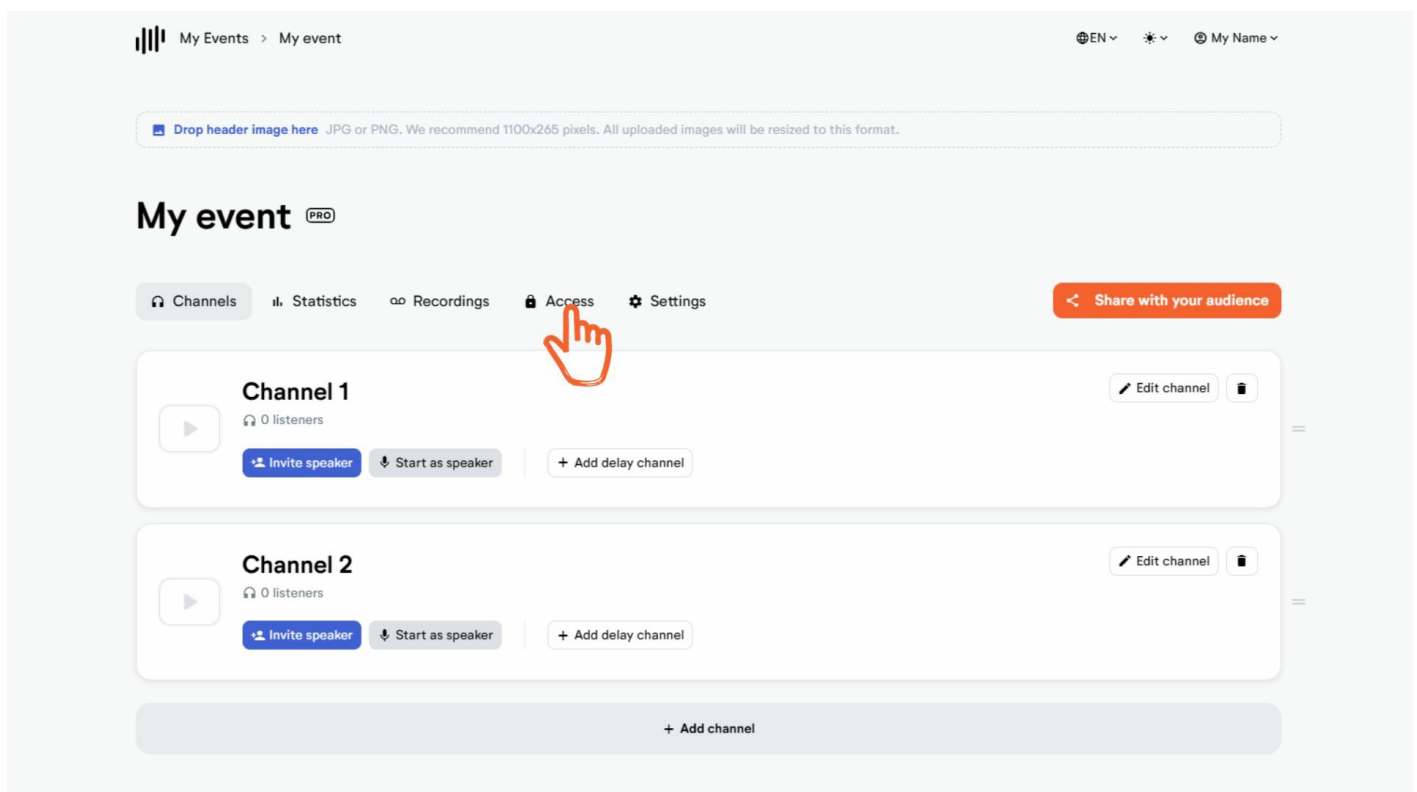 My Events > My event EN My Name
Drop header image here JPG or PNG. We recommend 1100x265 pixels. All uploaded images will be resized to this format.
My event PRO
Channels Statistics Recordings Access Settings Share with your audience
Channel 1
Edit channel
0 listeners
Invite speaker Start as speaker + Add delay channel
Channel 2
Edit channel
0 listeners
Invite speaker Start as speaker + Add delay channel
+ Add channel